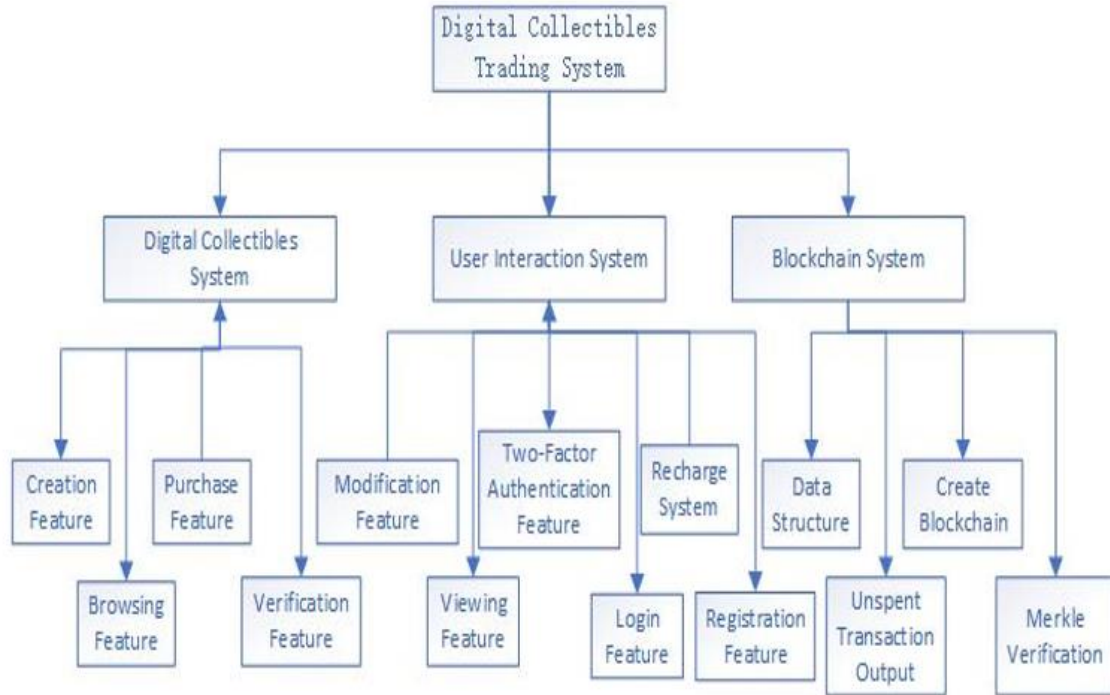 Digital Collectibles
Trading System
Digital Collectibles
System
User Interaction System
Blockchain System
Creation
Feature
Purchase
Feature
Modification
Feature
Two-Factor
Authentication
Feature
Recharge
System
Data
Structure
Create
Blockchain
Browsing
Feature
Verification
Feature
Viewing
Feature
Login
Feature
Registration
Feature
Unspent
Transaction
Output
Merkle
Verification